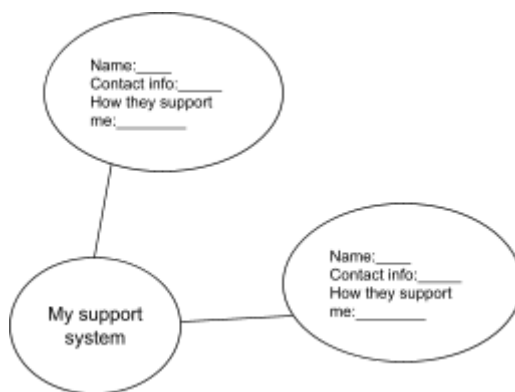 Name:____
Contact info:_____
How they support
me:________
Name:____
Contact info:_____
How they support
me:________
My support
system